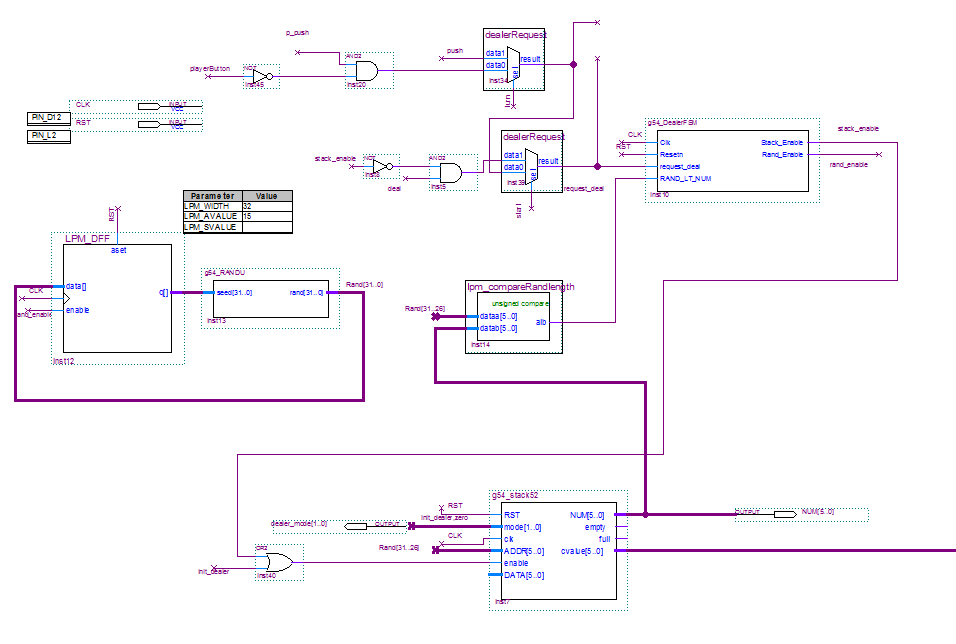 p_push
dealerRequest
playerButton
NOT
inst49
AND2
inst20
push
data1
data0
result
sel
inst34
turn
CLK
INPUT
VCC
PIN_D12
RST
INPUT
VCC
PIN_L2
stack_enable
NOT
AND2
inst5
deal
dealerRequest
data1
data0
result
sel
request_deal
start
g54_DealerFSM
CLK
RST
Clk
Resetn
request_deal
RAND_LT_NUM
Stack_Enable
Rand_Enable
inst10
stack_enable
rand_enable
Parameter Value
LPM_WIDTH 32
LPM_AVALUE 15
LPM_SVALUE
RST
LPM_DFF
aset
CLK
data[]
q[]
enable
inst12
g54_RANDU
seed[31..0] rand[31..0]
inst13
Rand[31..0]
lpm_compareRandlength
unsigned compare
Rand[31..26]
dataa[5..0]
datab[5..0]
alb
inst14
g54_stack52
RST
dealer_mode[1..0]
OUTPUT
init_dealer,zero
CLK
Rand[31..26]
RST
mode[1..0]
clk
ADDR[5..0]
enable
DATA[5..0]
NUM[5..0]
empty
full
cvalue[5..0]
inst7
OUTPUT
NUM[5..0]
OR2
init_dealer
inst40